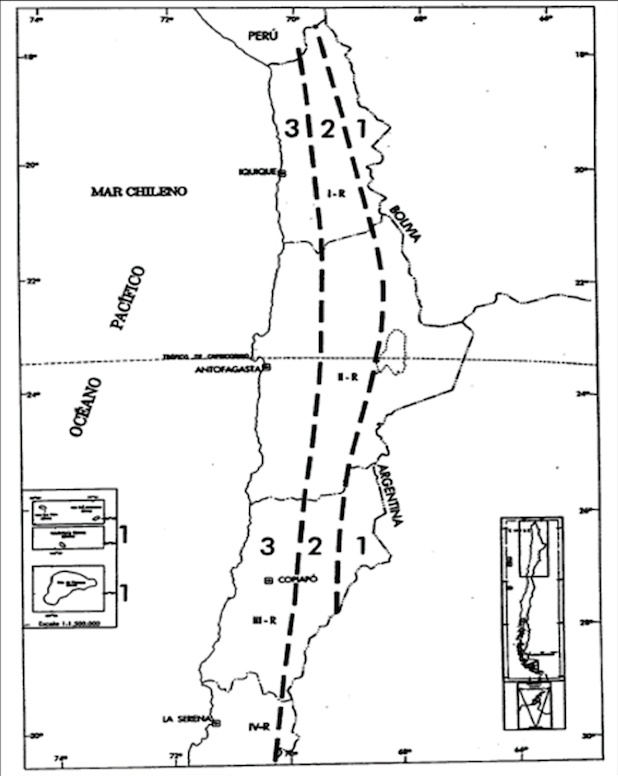 74° 72° 70° 68° 66°
PERÚ
18° 18°
3 2 1
20° 20°
IQUIQUE
MAR CHILENO
I-R
BOLIVIA
22° 22°
PACÍFICO
TRÓPICO DE CAPRICORNIO
ANTOFAGASTA
II-R
24° 24°
OCÉANO
ARGENTINA
26° 26°
3 2 1
1
COPIAPÓ
1
Escala 1:1,500.000
III-R
28°
LA SERENA
IV-R
30° 30°
74° 72° 70° 68° 66°